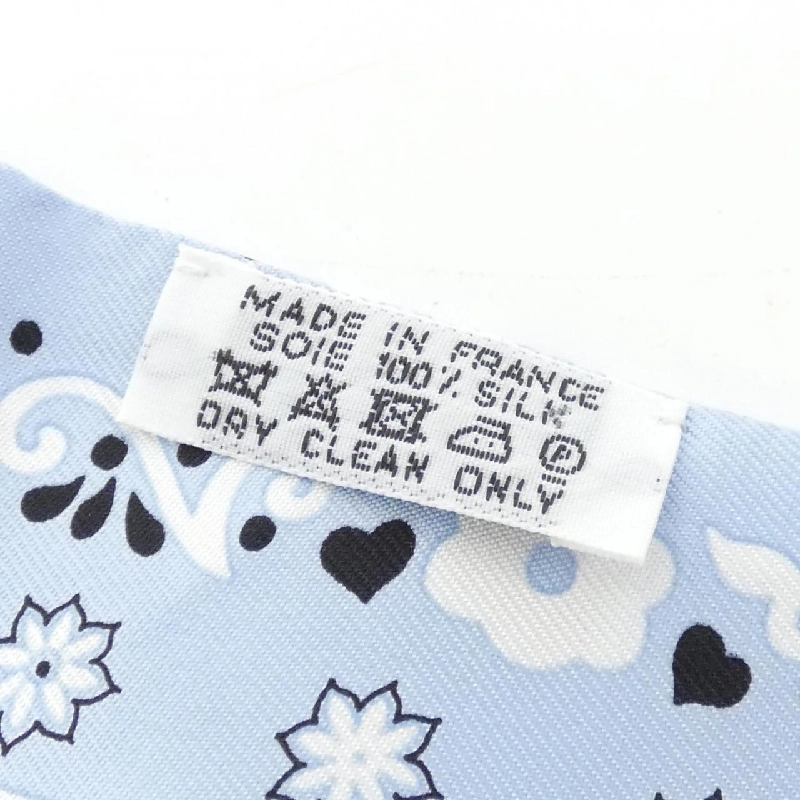 MADE IN FRANCE
SOIE 100% SILK
P
DRY CLEAN ONLY